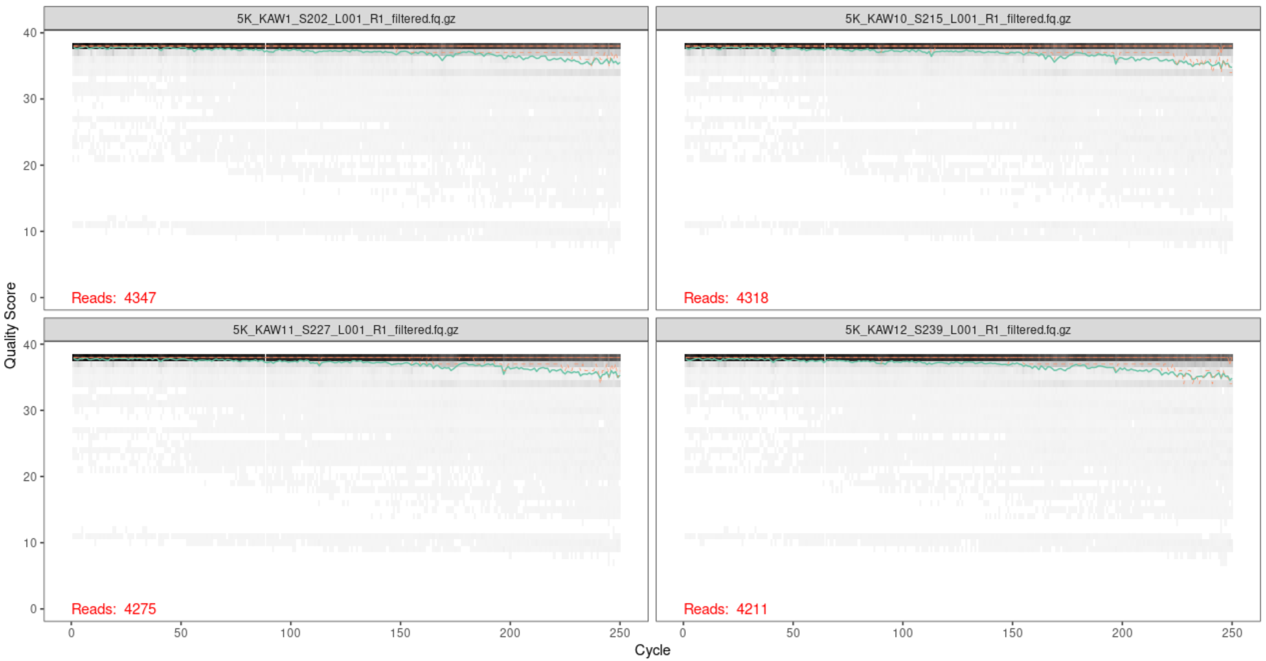 5K_KAW1_S202_L001_R1_filtered.fq.gz
5K_KAW10_S215_L001_R1_filtered.fq.gz
40
30
20
10
0
Reads: 4347
Reads: 4318
Quality Score
5K_KAW11_S227_L001_R1_filtered.fq.gz
5K_KAW12_S239_L001_R1_filtered.fq.gz
40
30
20
10
0
Reads: 4275
Reads: 4211
0 50 100 150 200 250
0 50 100 150 200 250
Cycle